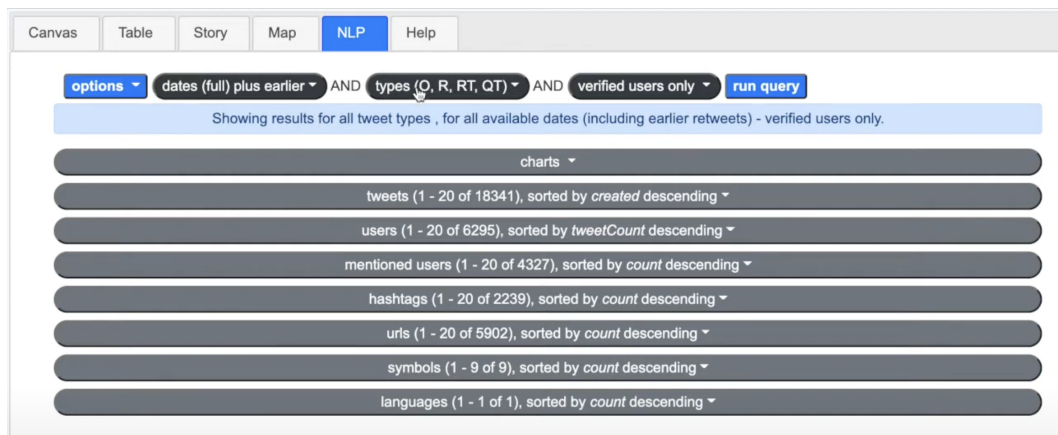 Canvas Table Story Map NLP Help
options dates (full) plus earlier AND types (O, R, RT, QT) AND verified users only run query
Showing results for all tweet types , for all available dates (including earlier retweets) - verified users only.
charts
tweets (1 - 20 of 18341), sorted by created descending
users (1 - 20 of 6295), sorted by tweetCount descending
mentioned users (1 - 20 of 4327), sorted by count descending
hashtags (1 - 20 of 2239), sorted by count descending
urls (1 - 20 of 5902), sorted by count descending
symbols (1 - 9 of 9), sorted by count descending
languages (1 - 1 of 1), sorted by count descending